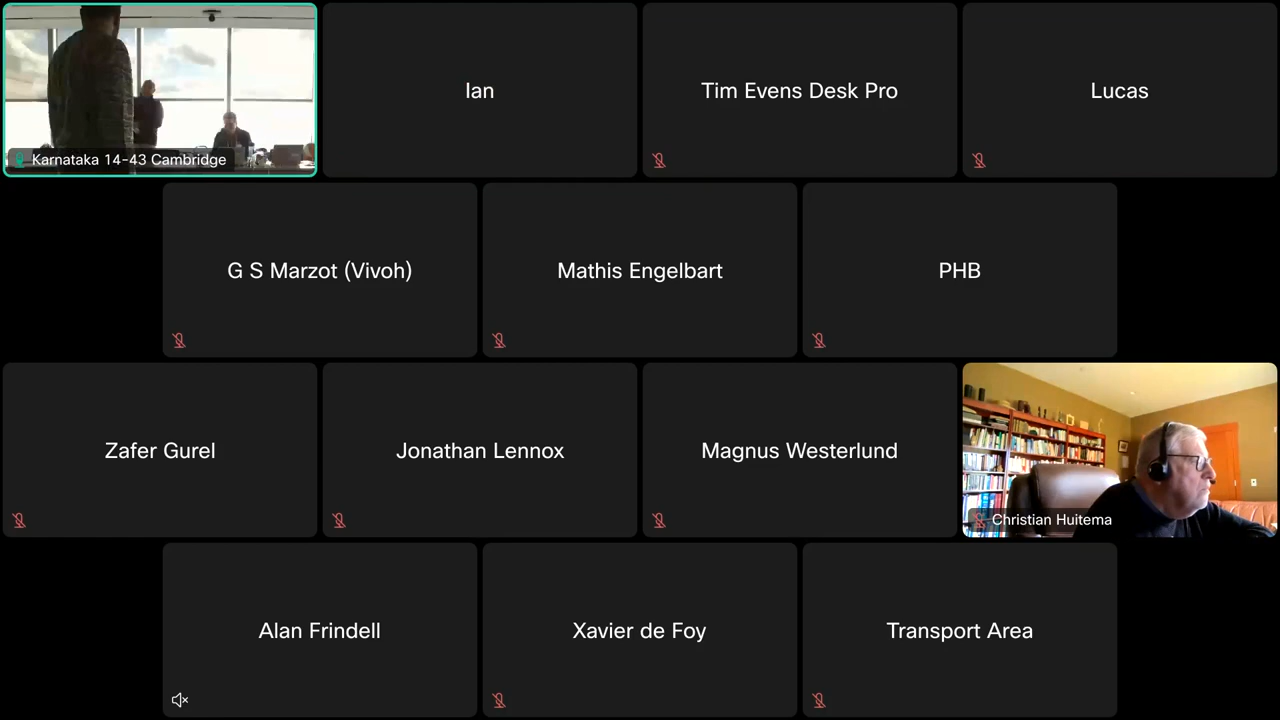 Karnataka 14-43 Cambridge
Ian
Tim Evens Desk Pro
Lucas
G S Marzot (Vivoh)
Mathis Engelbart
PHB
Zafer Gurel
Jonathan Lennox
Magnus Westerlund
Christian Huitema
Alan Frindell
Xavier de Foy
Transport Area